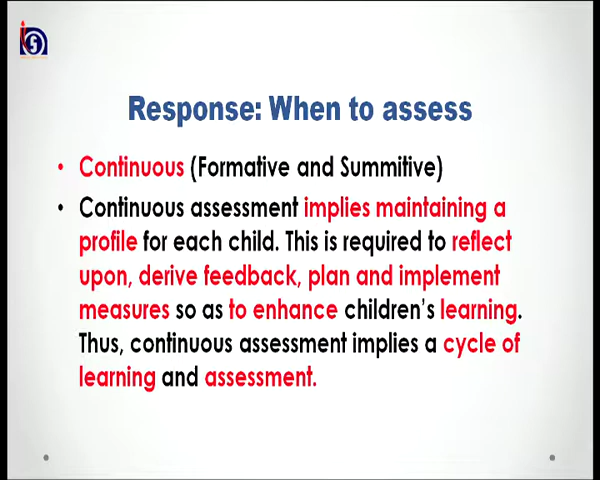 Response: When to assess
• Continuous (Formative and Summitive)
• Continuous assessment implies maintaining a
profile for each child. This is required to reflect
upon, derive feedback, plan and implement
measures so as to enhance children's learning.
Thus, continuous assessment implies a cycle of
learning and assessment.